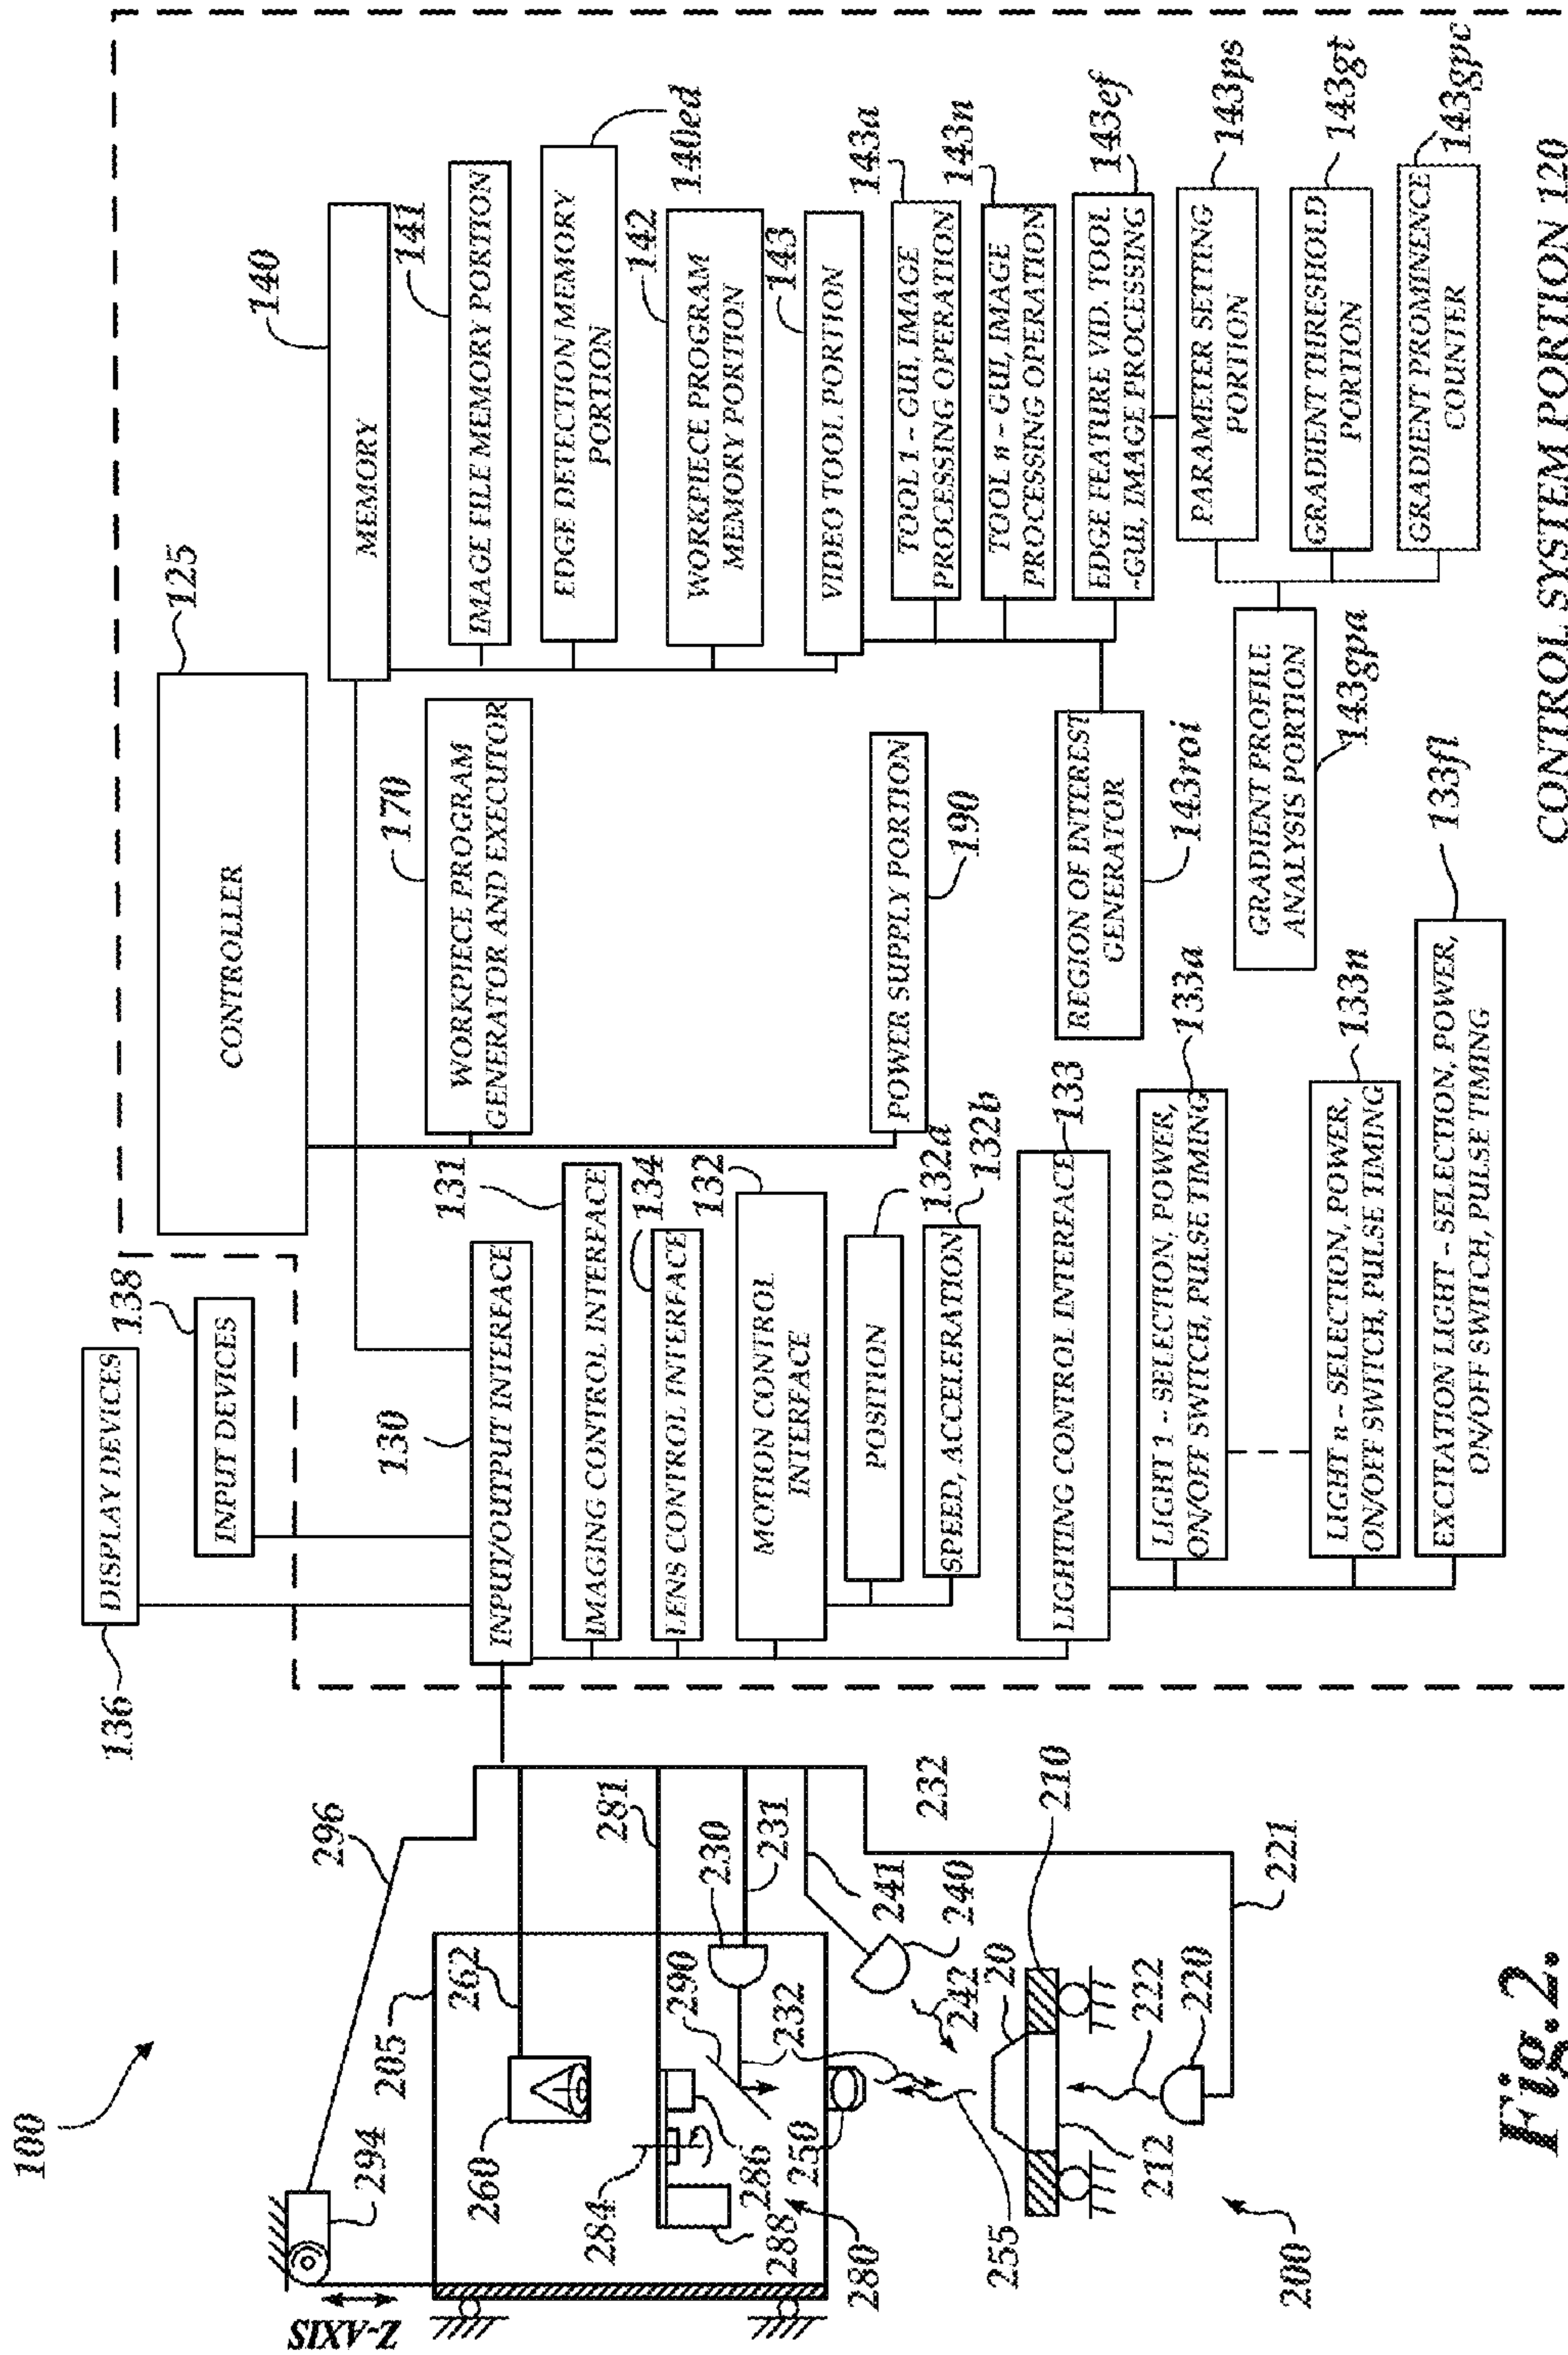 100
Z-AXIS
294
296
205
262
260
281
284
286
288
280
290
230
231
232
250
241
240
242
232
255
20
210
212
222
220
221
200
136
DISPLAY DEVICES
138
INPUT DEVICES
125
CONTROLLER
130
INPUT/OUTPUT INTERFACE
131
IMAGING CONTROL INTERFACE
134
LENS CONTROL INTERFACE
132
MOTION CONTROL
INTERFACE
132a
POSITION
132b
SPEED, ACCELERATION
133
LIGHTING CONTROL INTERFACE
133a
LIGHT 1 - SELECTION, POWER,
ON/OFF SWITCH, PULSE TIMING
133n
LIGHT n - SELECTION, POWER,
ON/OFF SWITCH, PULSE TIMING
133fl
EXCITATION LIGHT - SELECTION, POWER,
ON/OFF SWITCH, PULSE TIMING
170
WORKPIECE PROGRAM
GENERATOR AND EXECUTOR
190
POWER SUPPLY PORTION
140
MEMORY
141
IMAGE FILE MEMORY PORTION
140ed
EDGE DETECTION MEMORY
PORTION
142
WORKPIECE PROGRAM
MEMORY PORTION
143
VIDEO TOOL PORTION
143a
TOOL 1 - GUI, IMAGE
PROCESSING OPERATION
143n
TOOL n - GUI, IMAGE
PROCESSING OPERATION
143ef
EDGE FEATURE VID. TOOL
-GUI, IMAGE PROCESSING
143ps
PARAMETER SETTING
PORTION
143gt
GRADIENT THRESHOLD
PORTION
143gpc
GRADIENT PROMINENCE
COUNTER
REGION OF INTEREST
GENERATOR
143roi
GRADIENT PROFILE
ANALYSIS PORTION
143gpa
CONTROL SYSTEM PORTION 120
Fig. 2.